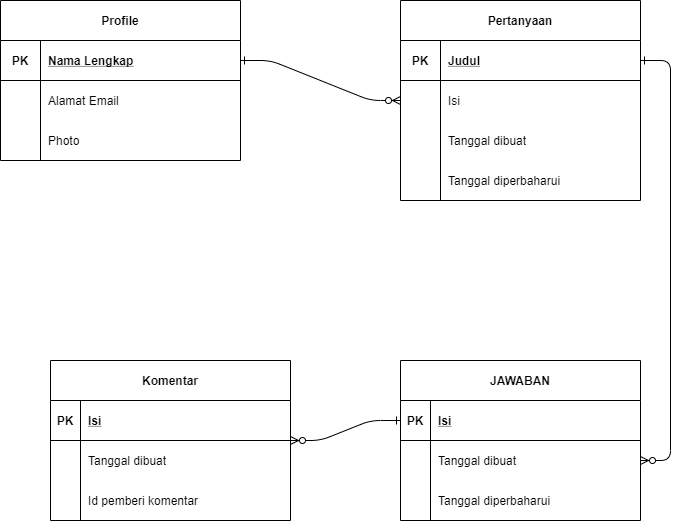 Profile
PK Nama Lengkap
Alamat Email
Photo
Pertanyaan
PK Judul
Isi
Tanggal dibuat
Tanggal diperbaharui
Komentar
PK Isi
Tanggal dibuat
Id pemberi komentar
JAWABAN
PK Isi
Tanggal dibuat
Tanggal diperbaharui